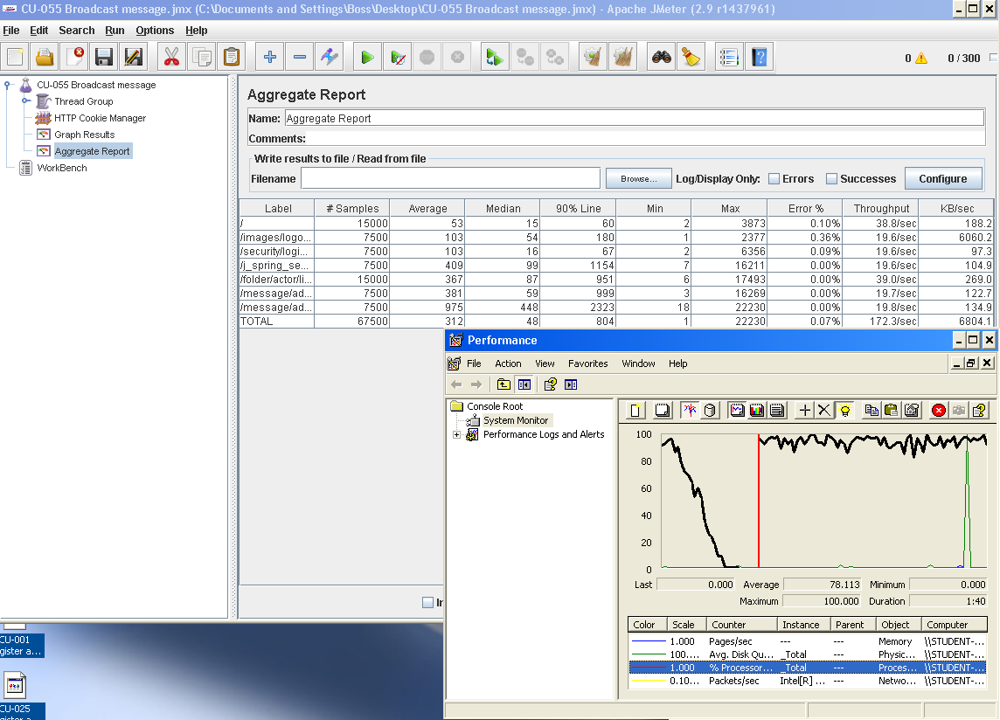 CU-055 Broadcast message.jmx (C:\Documents and Settings\Boss\Desktop\CU-055 Broadcast message.jmx) - Apache JMeter (2.9 r1437961)
File Edit Search Run Options Help
0 0 / 300
CU-055 Broadcast message
Thread Group
HTTP Cookie Manager
Graph Results
Aggregate Report
WorkBench
Aggregate Report
Name: Aggregate Report
Comments:
Write results to file / Read from file
Filename Browse... Log/Display Only: Errors Successes Configure
Label # Samples Average Median 90% Line Min Max Error % Throughput KB/sec
/ 15000 53 15 60 2 3873 0.10% 38.8/sec 188.2
/images/logo... 7500 103 54 180 1 2377 0.36% 19.6/sec 6060.2
/security/logi... 7500 103 16 67 2 6356 0.09% 19.6/sec 97.3
/j_spring_se... 7500 409 99 1154 7 16211 0.00% 19.6/sec 104.9
/folder/actor/li... 15000 367 87 951 6 17493 0.00% 39.0/sec 269.0
/message/ad... 7500 381 59 999 3 16269 0.00% 19.7/sec 122.7
/message/ad... 7500 975 448 2323 18 22230 0.00% 19.8/sec 134.9
TOTAL 67500 312 48 804 1 22230 0.07% 172.3/sec 6804.1
Performance
File Action View Favorites Window Help
Console Root
System Monitor
Performance Logs and Alerts
100
80
60
40
20
0
Last 0.000 Average 78.113 Minimum 0.000
Maximum 100.000 Duration 1:40
Color Scale Counter Instance Parent Object Computer
1.000 Pages/sec --- --- Memory \\STUDENT-...
100.... Avg. Disk Qu... _Total --- Physic... \\STUDENT-...
1.000 % Processor... _Total --- Proces... \\STUDENT-...
0.10... Packets/sec Intel[R] ... --- Netwo... \\STUDENT-...
CU-001
gister a...
CU-025